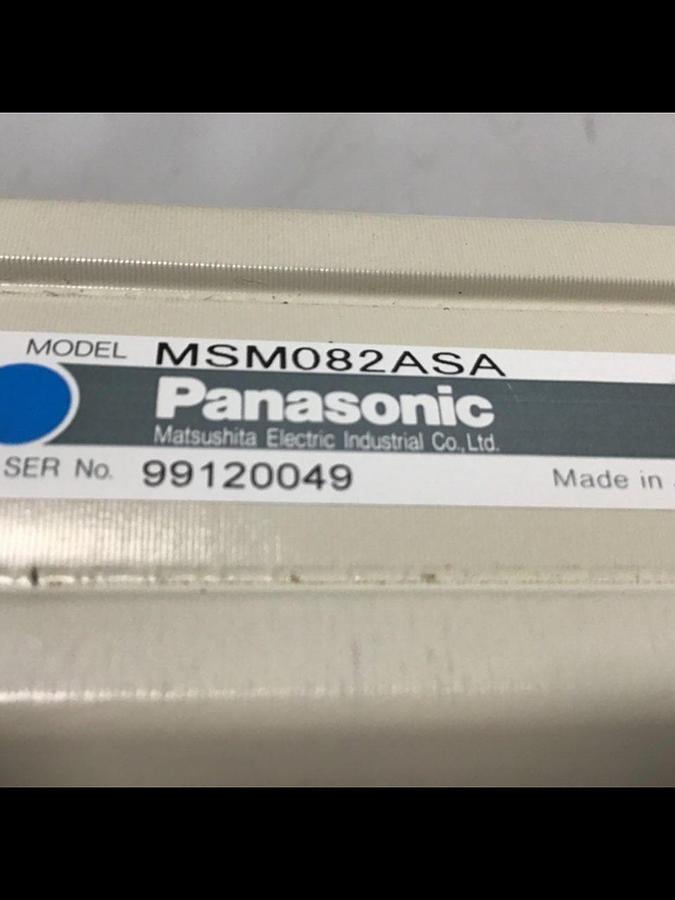 MODEL MSM082ASA
Panasonic
Matsushita Electric Industrial Co.,Ltd.
SER No. 99120049 Made in